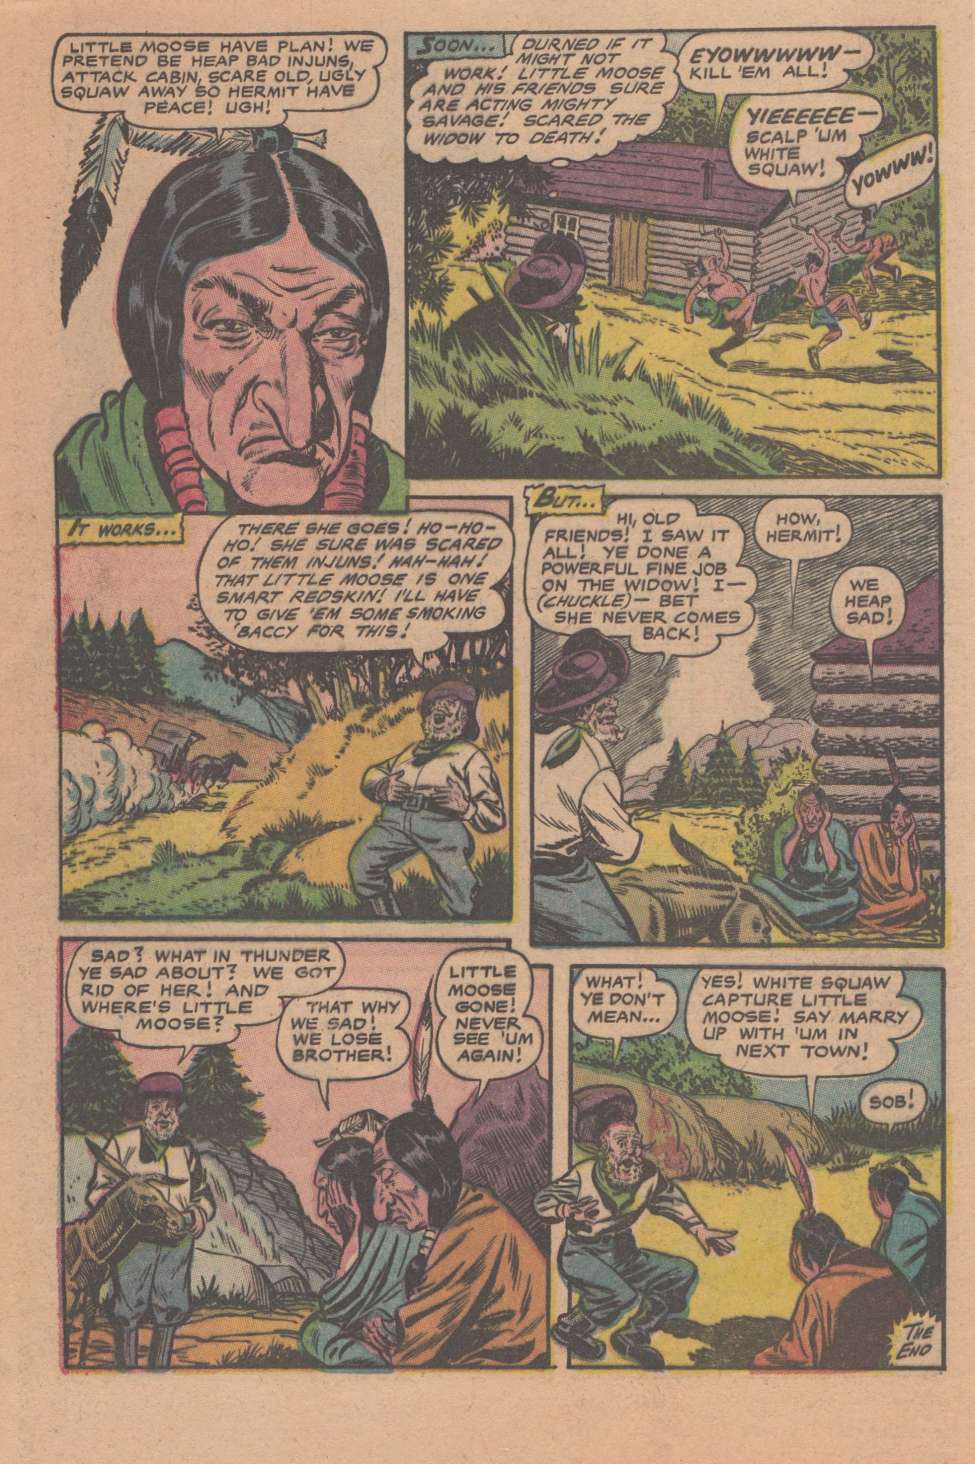 LITTLE MOOSE HAVE PLAN! WE
PRETEND BE HEAP BAD INJUNS,
ATTACK CABIN, SCARE OLD, UGLY
SQUAW AWAY SO HERMIT HAVE
PEACE! UGH!
SOON...
DURNED IF IT
MIGHT NOT
WORK! LITTLE MOOSE
AND HIS FRIENDS SURE
ARE ACTING MIGHTY
SAVAGE! SCARED THE
WIDOW TO DEATH!
EYOWWWWW—
KILL 'EM ALL!
YIEEEEEE—
SCALP 'UM
WHITE
SQUAW!
YOWWW!
IT WORKS...
THERE SHE GOES! HO-HO-
HO! SHE SURE WAS SCARED
OF THEM INJUNS! HAH-HAH!
THAT LITTLE MOOSE IS ONE
SMART REDSKIN! I'LL HAVE
TO GIVE 'EM SOME SMOKING
'BACCY FOR THIS!
BUT...
HI, OLD
FRIENDS! I SAW IT
ALL! YE DONE A
POWERFUL FINE JOB
ON THE WIDOW! I—
(CHUCKLE)— BET
SHE NEVER COMES
BACK!
HOW,
HERMIT!
WE
HEAP
SAD!
SAD? WHAT IN THUNDER
YE SAD ABOUT? WE GOT
RID OF HER! AND
WHERE'S LITTLE
MOOSE?
THAT WHY
WE SAD!
WE LOSE
BROTHER!
LITTLE
MOOSE
GONE!
NEVER
SEE 'UM
AGAIN!
WHAT!
YE DON'T
MEAN...
YES! WHITE SQUAW
CAPTURE LITTLE
MOOSE! SAY MARRY
UP WITH 'UM IN
NEXT TOWN!
SOB!
THE
END